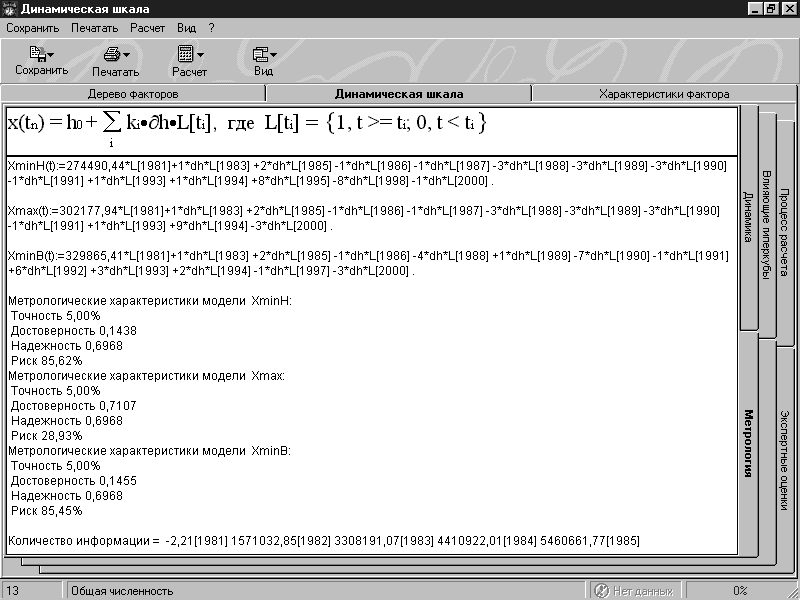 Динамическая шкала
Сохранить Печатать Расчет Вид ?
Сохранить Печатать Расчет Вид
Дерево факторов Динамическая шкала Характеристики фактора
x(tn) = h0 + ∑ ki•∂h•L[ti], где L[ti] = {1, t >= ti; 0, t < ti}
i
XminH(t):=274490,44*L[1981]+1*dh*L[1983] +2*dh*L[1985] -1*dh*L[1986] -1*dh*L[1987] -3*dh*L[1988] -3*dh*L[1989] -3*dh*L[1990]
-1*dh*L[1991] +1*dh*L[1993] +1*dh*L[1994] +8*dh*L[1995] -8*dh*L[1998] -1*dh*L[2000] .
Xmax(t):=302177,94*L[1981]+1*dh*L[1983] +2*dh*L[1985] -1*dh*L[1986] -1*dh*L[1987] -3*dh*L[1988] -3*dh*L[1989] -3*dh*L[1990]
-1*dh*L[1991] +1*dh*L[1993] +9*dh*L[1994] -3*dh*L[2000] .
XminB(t):=329865,41*L[1981]+1*dh*L[1983] +2*dh*L[1985] -1*dh*L[1986] -4*dh*L[1988] +1*dh*L[1989] -7*dh*L[1990] -1*dh*L[1991]
+6*dh*L[1992] +3*dh*L[1993] +2*dh*L[1994] -1*dh*L[1997] -3*dh*L[2000] .
Метрологические характеристики модели XminH:
Точность 5,00%
Достоверность 0,1438
Надежность 0,6968
Риск 85,62%
Метрологические характеристики модели Xmax:
Точность 5,00%
Достоверность 0,7107
Надежность 0,6968
Риск 28,93%
Метрологические характеристики модели XminB:
Точность 5,00%
Достоверность 0,1455
Надежность 0,6968
Риск 85,45%
Количество информации = -2,21[1981] 1571032,85[1982] 3308191,07[1983] 4410922,01[1984] 5460661,77[1985]
Динамика
Метрология
Влияющие гиперкубы
Процесс расчета
Экспертные оценки
13 Общая численность Нет данных 0%